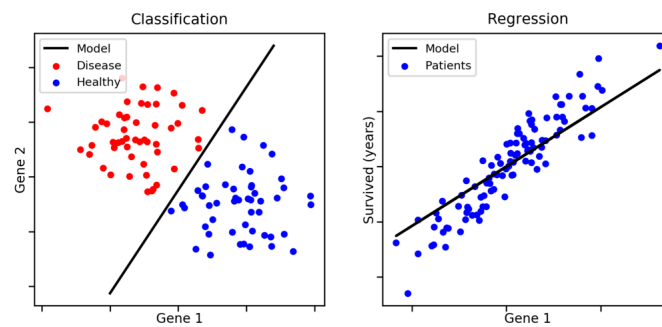 Classification
Model
Disease
Healthy
Gene 2
Gene 1
Regression
Model
Patients
Survived (years)
Gene 1